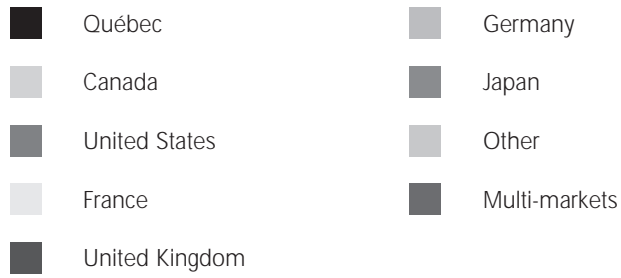 Québec
Canada
United States
France
United Kingdom
Germany
Japan
Other
Multi-markets